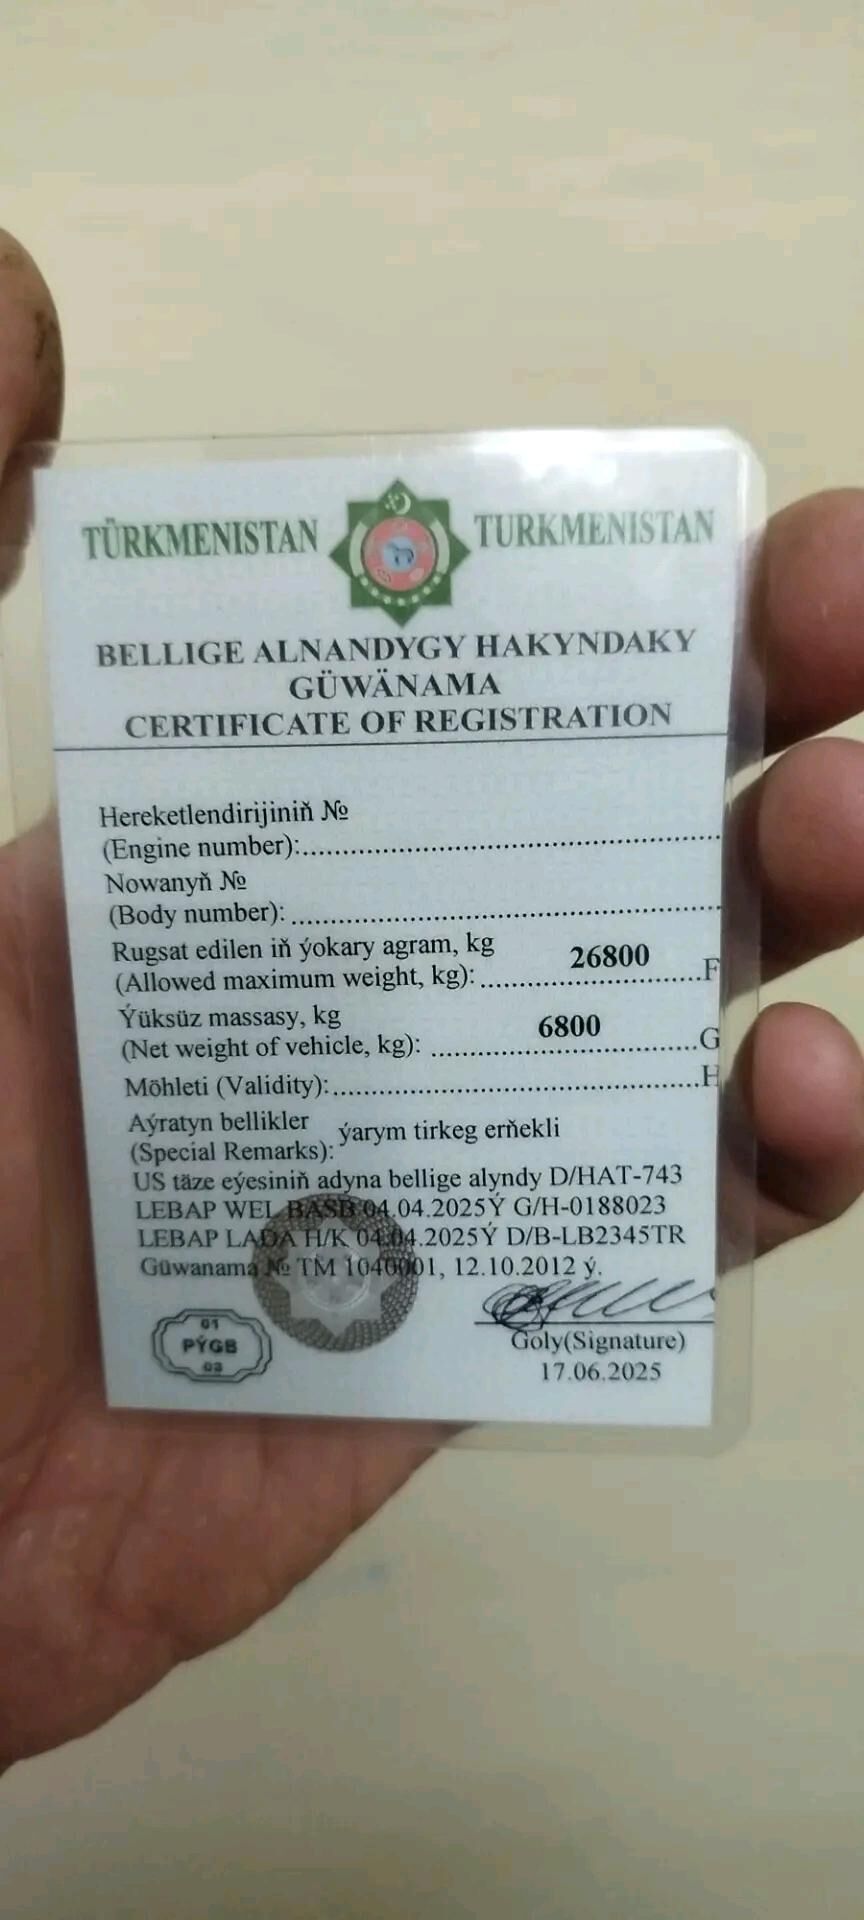 TÜRKMENISTAN TURKMENISTAN
BELLIGE ALNANDYGY HAKYNDAKY
GÜWÄNAMA
CERTIFICATE OF REGISTRATION
Hereketlendirijiniň №
(Engine number):
Nowanyň №
(Body number):
Rugsat edilen iň ýokary agram, kg
(Allowed maximum weight, kg): 26800 F
Ýüksüz massasy, kg
(Net weight of vehicle, kg): 6800 G
Möhleti (Validity): H
Aýratyn bellikler
(Special Remarks): ýarym tirkeg erňekli
US täze eýesiniň adyna bellige alyndy D/HAT-743
LEBAP WEL BASB 04.04.2025Ý G/H-0188023
LEBAP LADA H/K 04.04.2025Ý D/B-LB2345TR
Güwanama № TM 1040001, 12.10.2012 ý.
01
PÝGB
03
Goly(Signature)
17.06.2025